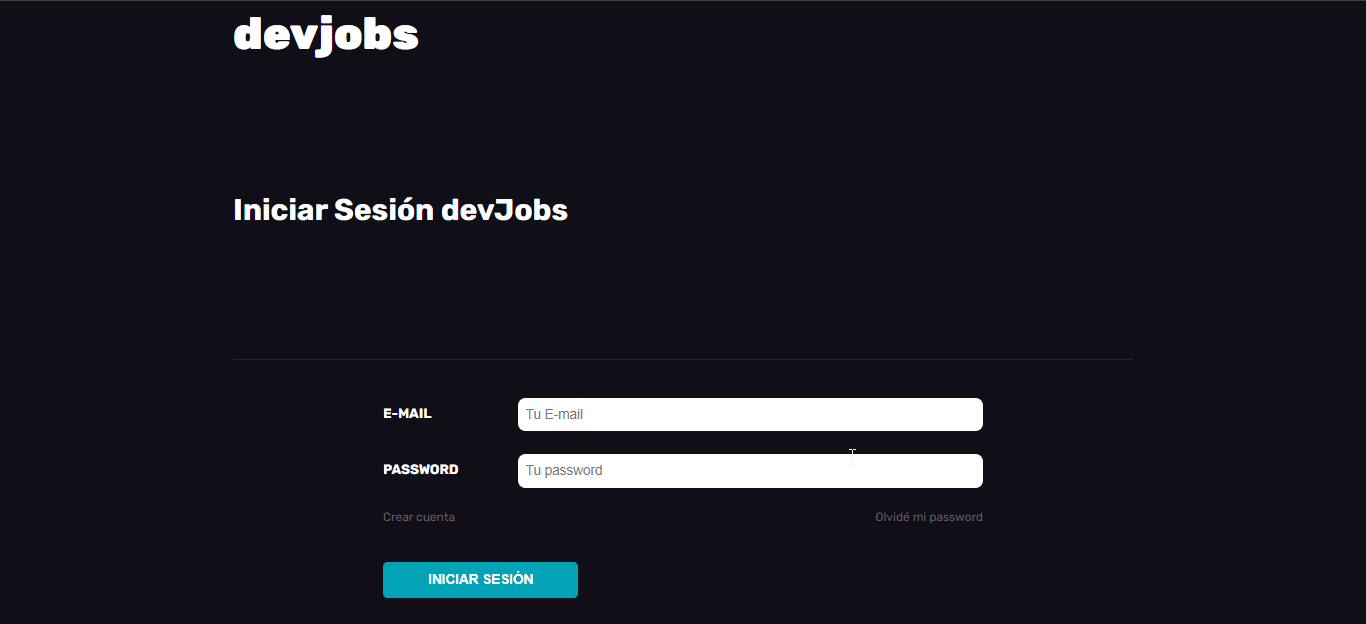 devjobs
Iniciar Sesión devJobs
E-MAIL
Tu E-mail
PASSWORD
Tu password
Crear cuenta
Olvidé mi password
INICIAR SESIÓN